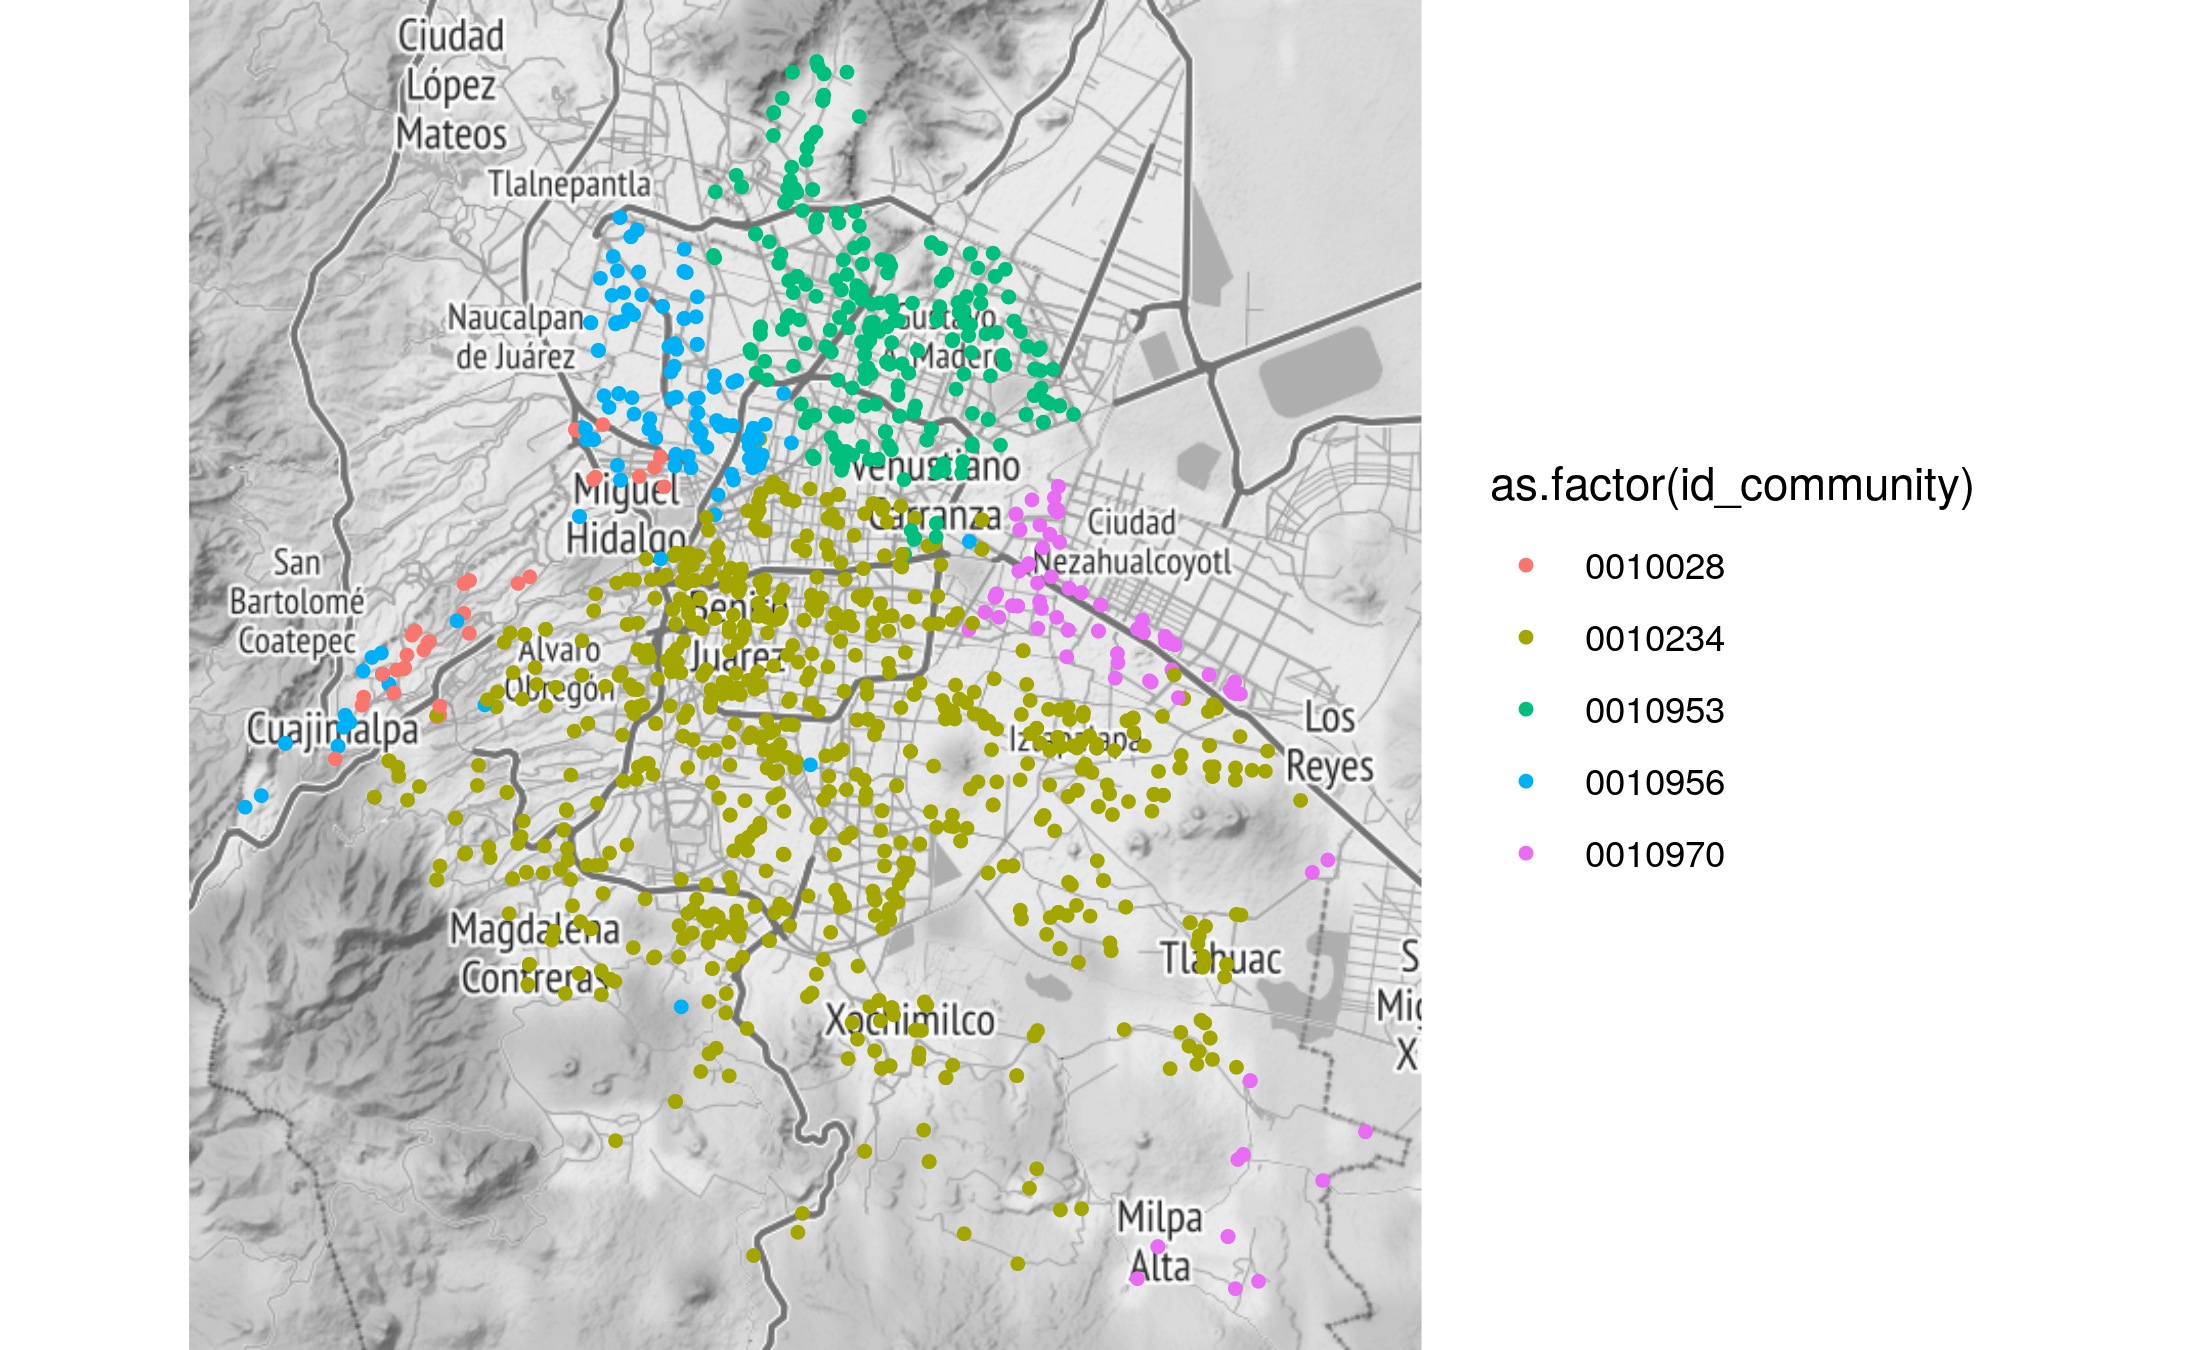 Ciudad
López
Mateos
Tlalnepantla
Naucalpan
de Juárez
Gustavo
A Madero
Venustiano
Carranza
Miguel
Hidalgo
Ciudad
Nezahualcoyotl
San
Bartolomé
Coatepec
Benito
Juárez
Alvaro
Obregón
Cuajimalpa
Iztapalapa
Los
Reyes
Magdalena
Contreras
Tlahuac
Xochimilco
S
Mig
X
Milpa
Alta
as.factor(id_community)
0010028
0010234
0010953
0010956
0010970